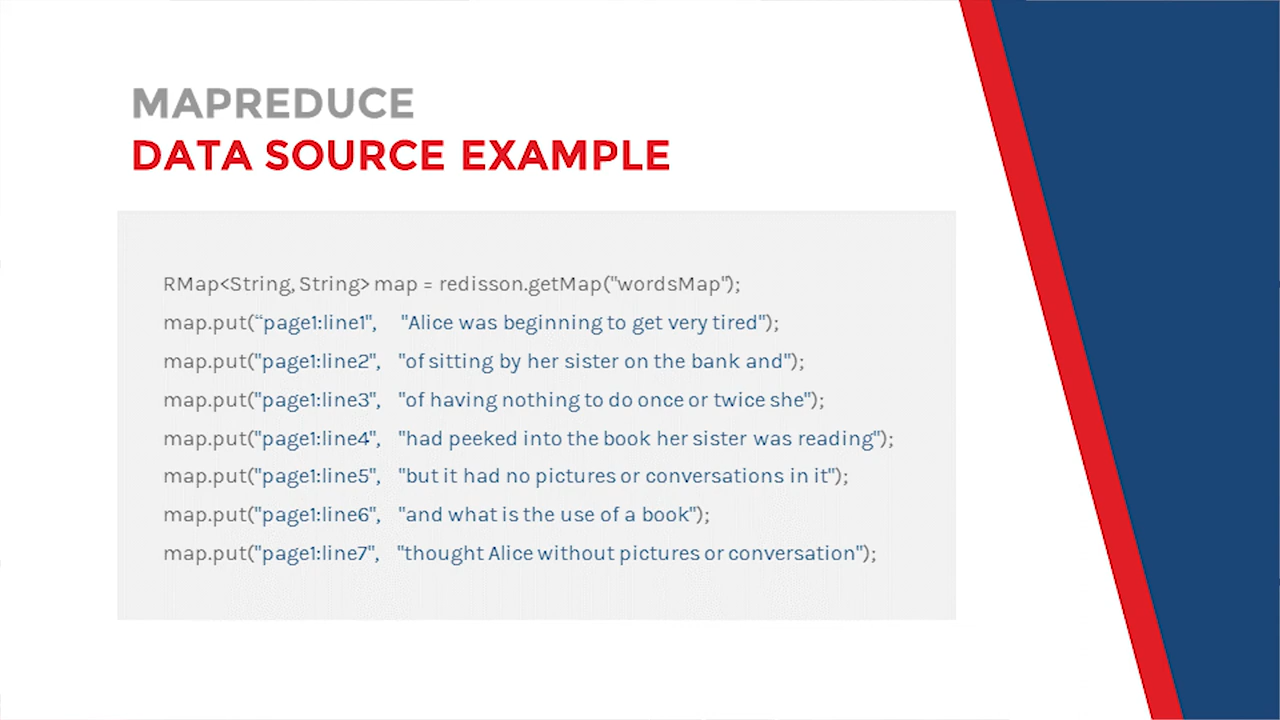 MAPREDUCE
DATA SOURCE EXAMPLE
RMap<String, String> map = redisson.getMap("wordsMap");
map.put(“page1:line1", "Alice was beginning to get very tired");
map.put("page1:line2", "of sitting by her sister on the bank and");
map.put("page1:line3", "of having nothing to do once or twice she");
map.put("page1:line4", "had peeked into the book her sister was reading");
map.put("page1:line5", "but it had no pictures or conversations in it");
map.put("page1:line6", "and what is the use of a book");
map.put("page1:line7", "thought Alice without pictures or conversation");